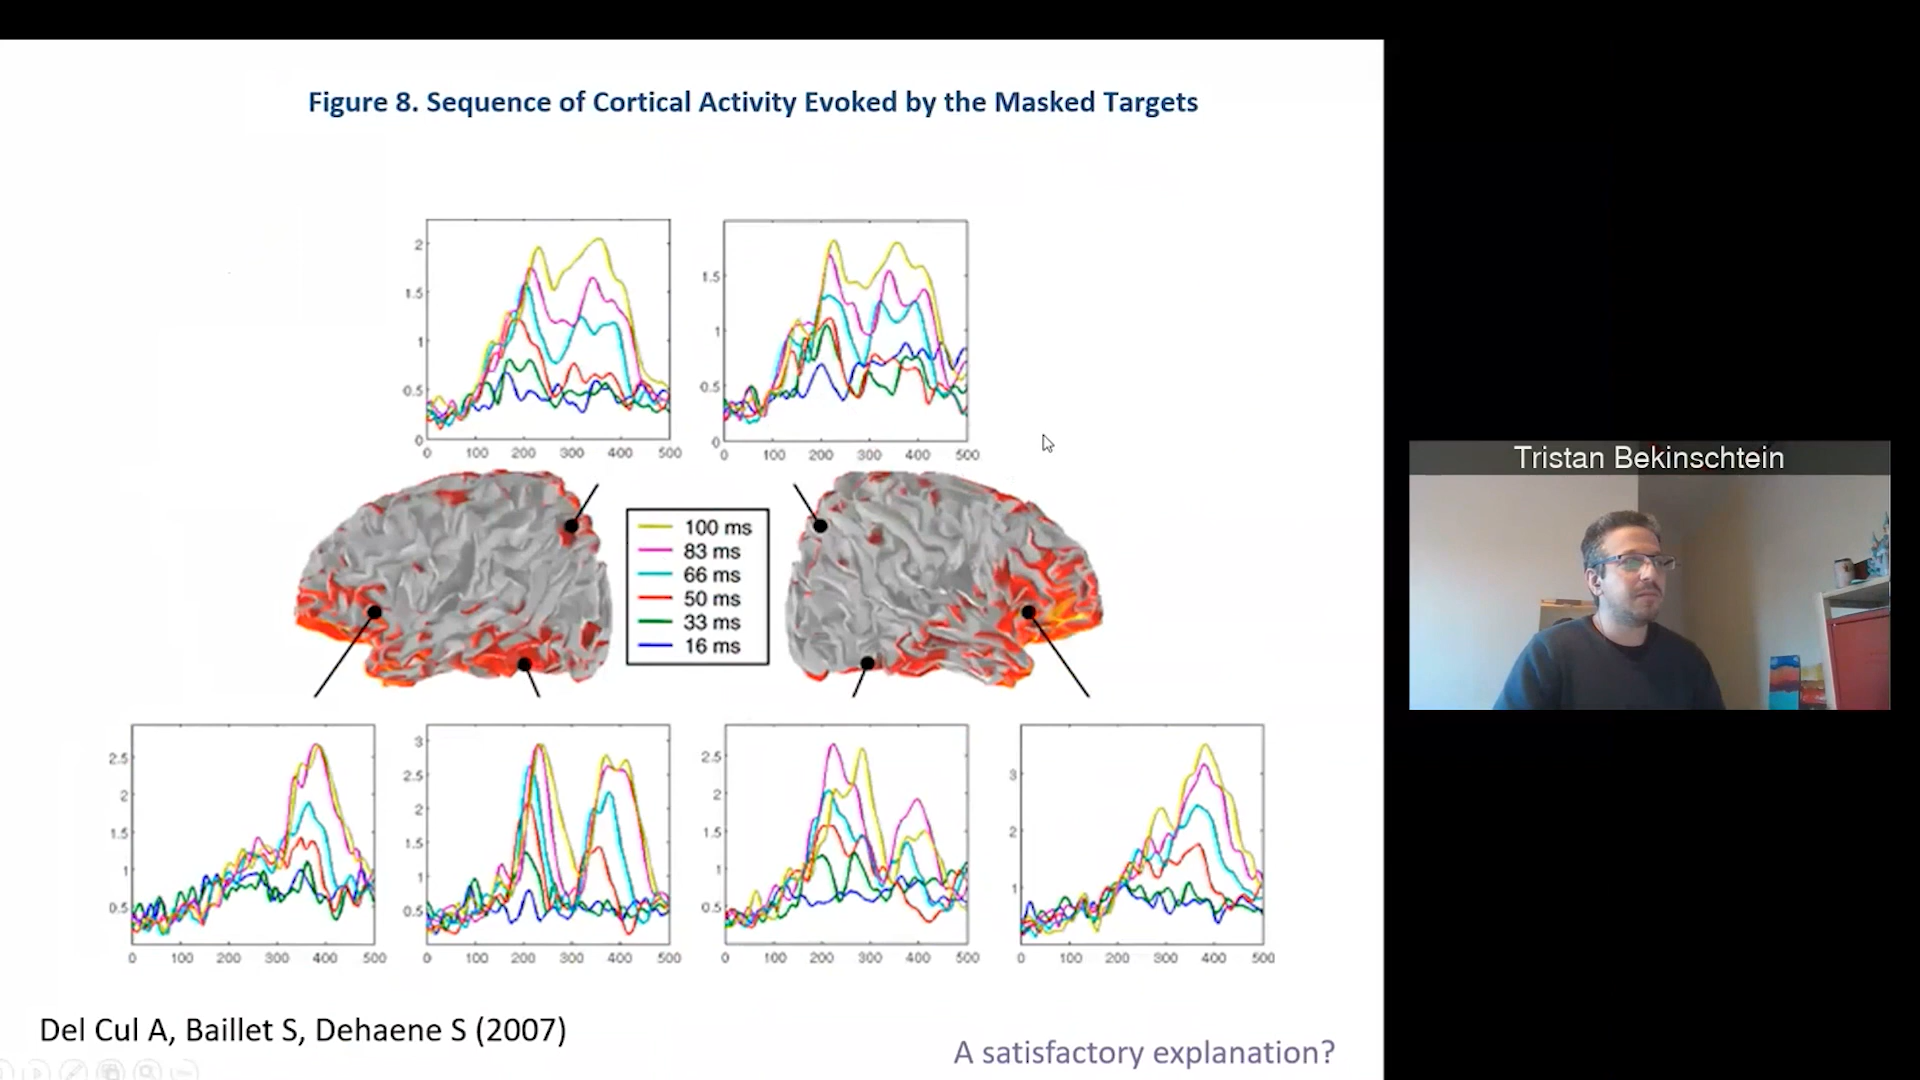 Figure 8. Sequence of Cortical Activity Evoked by the Masked Targets
2
1.5
1
0.5
0
0 100 200 300 400 500
1.5
1
0.5
0
0 100 200 300 400 500
100 ms
83 ms
66 ms
50 ms
33 ms
16 ms
Tristan Bekinschtein
2.5
2
1.5
1
0.5
0 100 200 300 400 500
3
2.5
2
1.5
1
0.5
0 100 200 300 400 500
2.5
2
1.5
1
0.5
0 100 200 300 400 500
3
2
1
0 100 200 300 400 500
Del Cul A, Baillet S, Dehaene S (2007)
A satisfactory explanation?